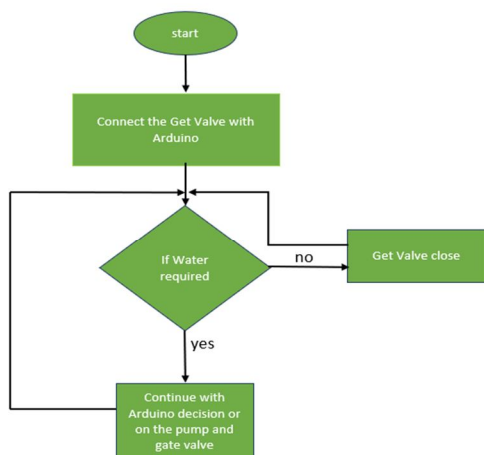 start
Connect the Get Valve with
Arduino
If Water
required
no
Get Valve close
yes
Continue with
Arduino decision or
on the pump and
gate valve